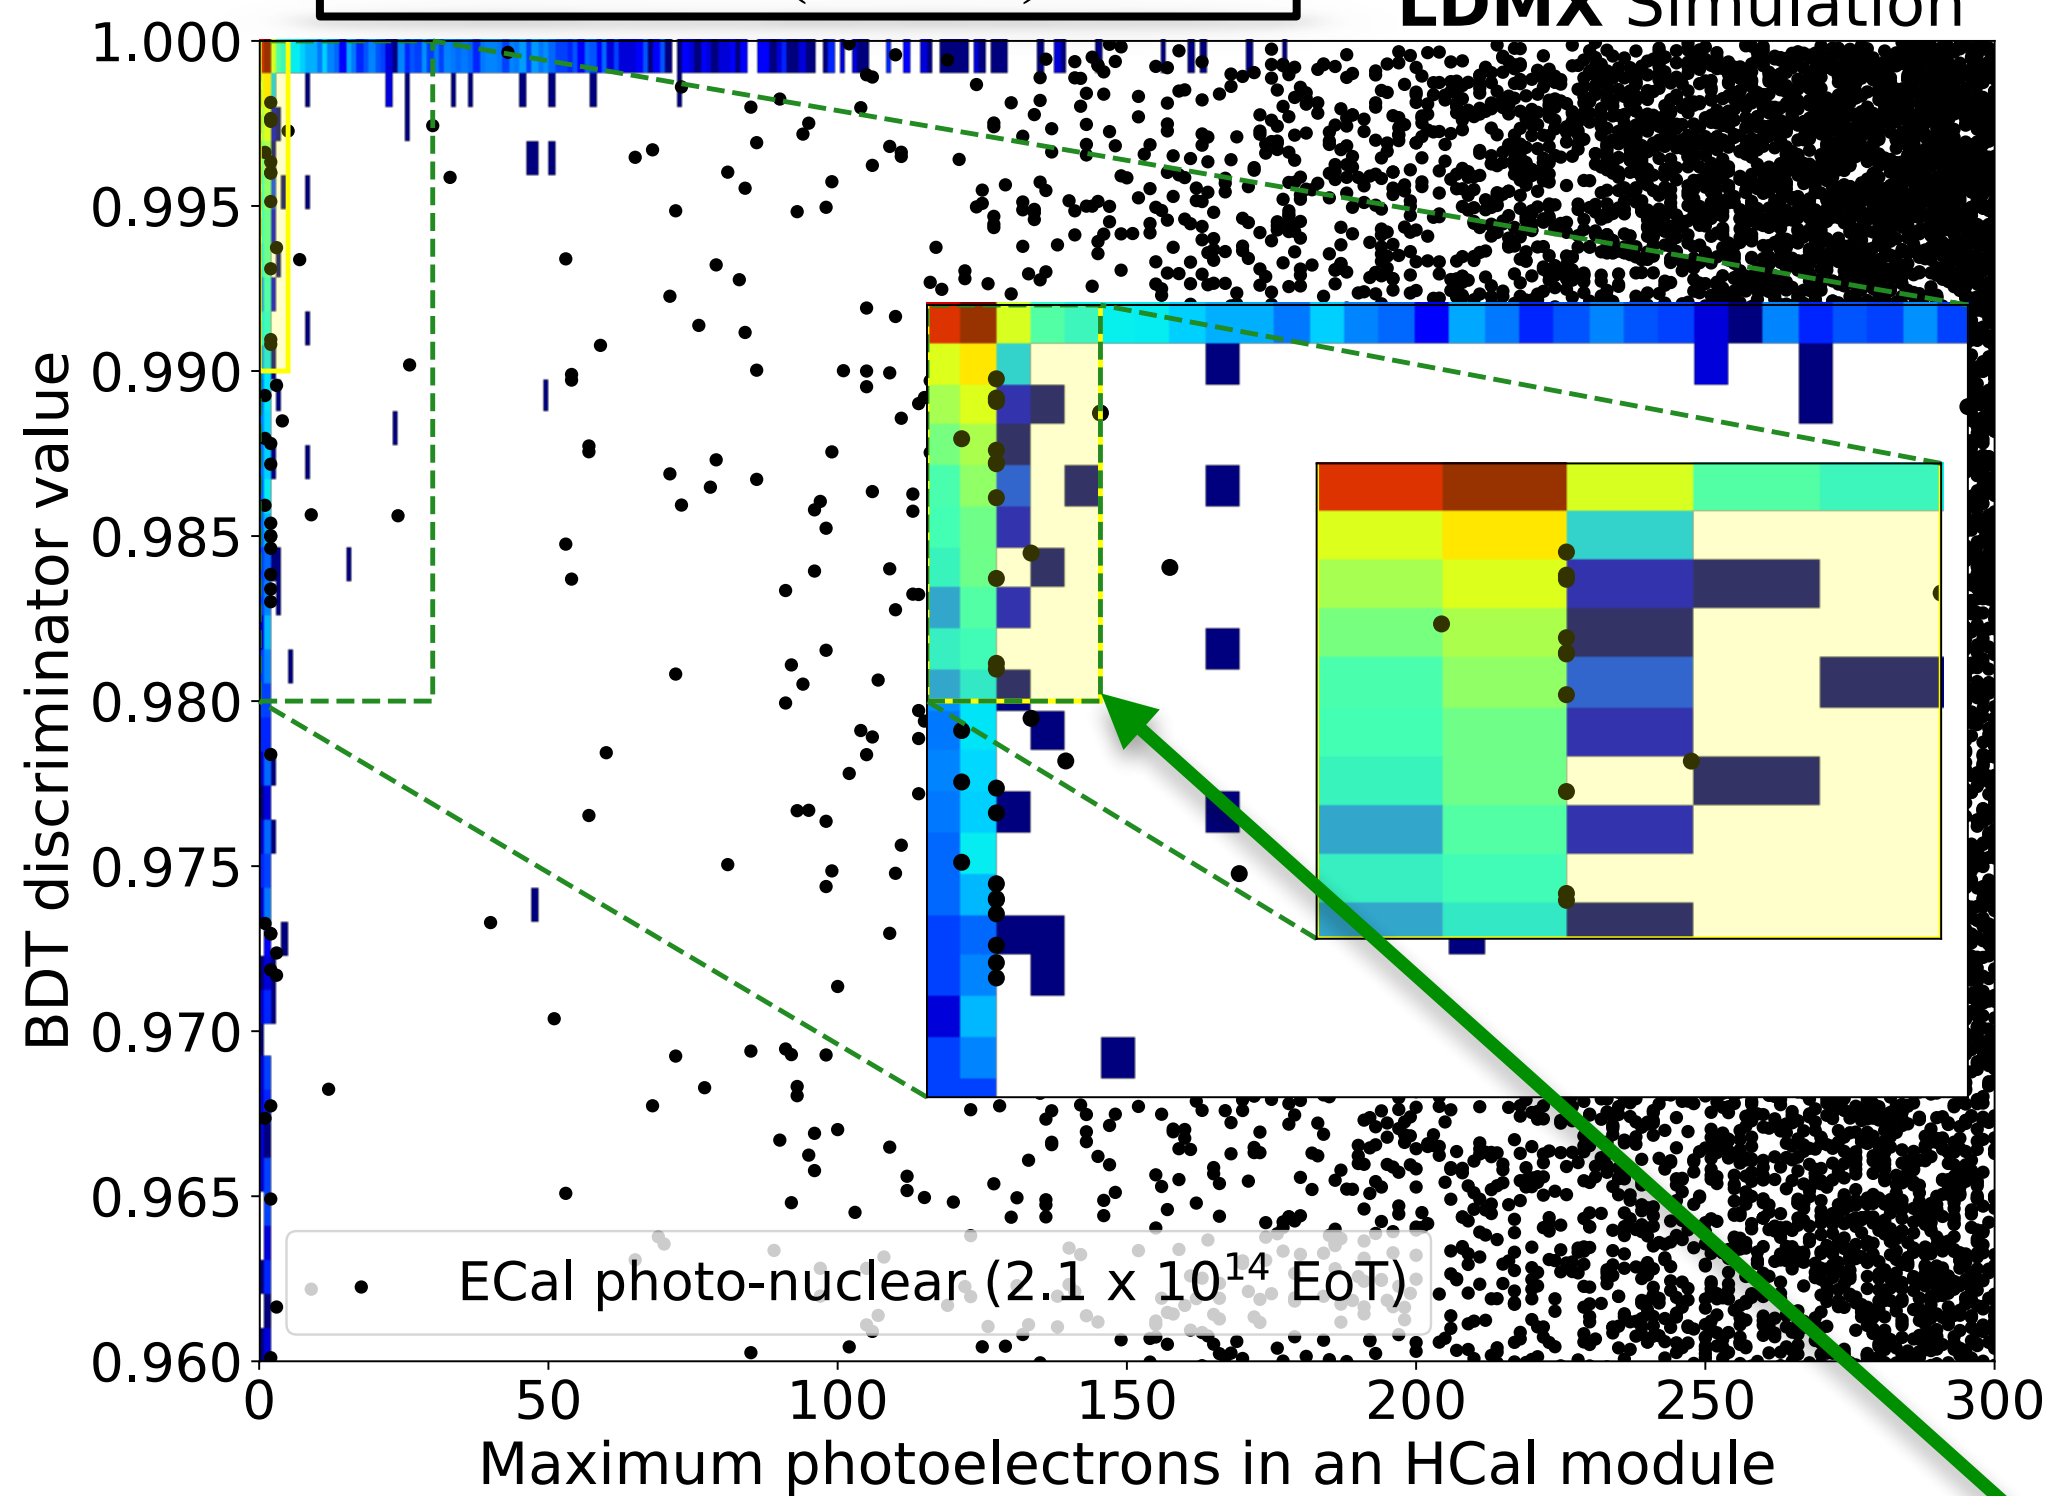 LDMX Simulation
1.000
0.995
0.990
0.985
0.980
0.975
0.970
0.965
0.960
BDT discriminator value
ECal photo-nuclear (2.1 x 10¹⁴ EoT)
0 50 100 150 200 250 300
Maximum photoelectrons in an HCal module